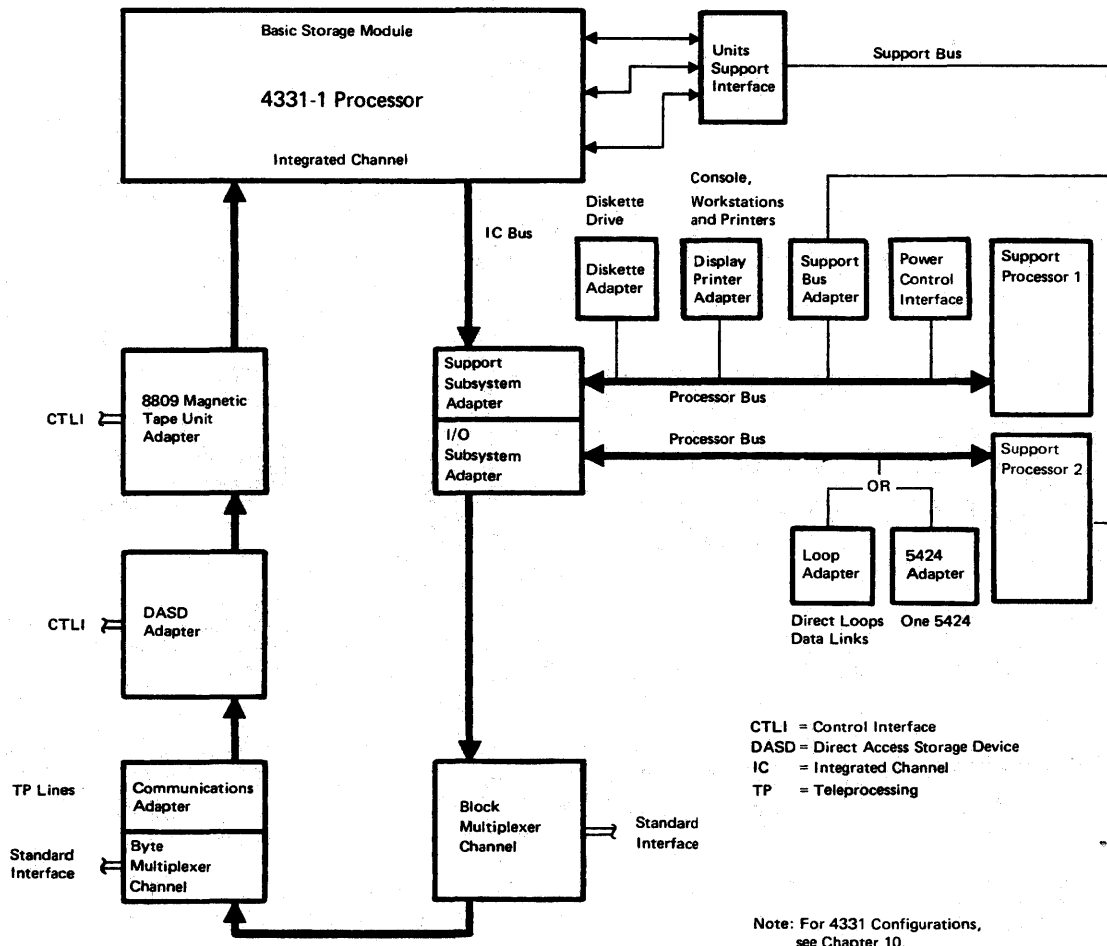 Basic Storage Module
4331-1 Processor
Integrated Channel
Units
Support
Interface
Support Bus
IC Bus
Diskette
Drive
Console,
Workstations
and Printers
Diskette
Adapter
Display
Printer
Adapter
Support
Bus
Adapter
Power
Control
Interface
Support
Processor 1
Support
Subsystem
Adapter
I/O
Subsystem
Adapter
Processor Bus
Processor Bus
Support
Processor 2
OR
Loop
Adapter
5424
Adapter
Direct Loops
Data Links
One 5424
CTLI
8809 Magnetic
Tape Unit
Adapter
CTLI
DASD
Adapter
TP Lines
Communications
Adapter
Standard
Interface
Byte
Multiplexer
Channel
Block
Multiplexer
Channel
Standard
Interface
CTLI = Control Interface
DASD = Direct Access Storage Device
IC = Integrated Channel
TP = Teleprocessing
Note: For 4331 Configurations,
see Chapter 10.